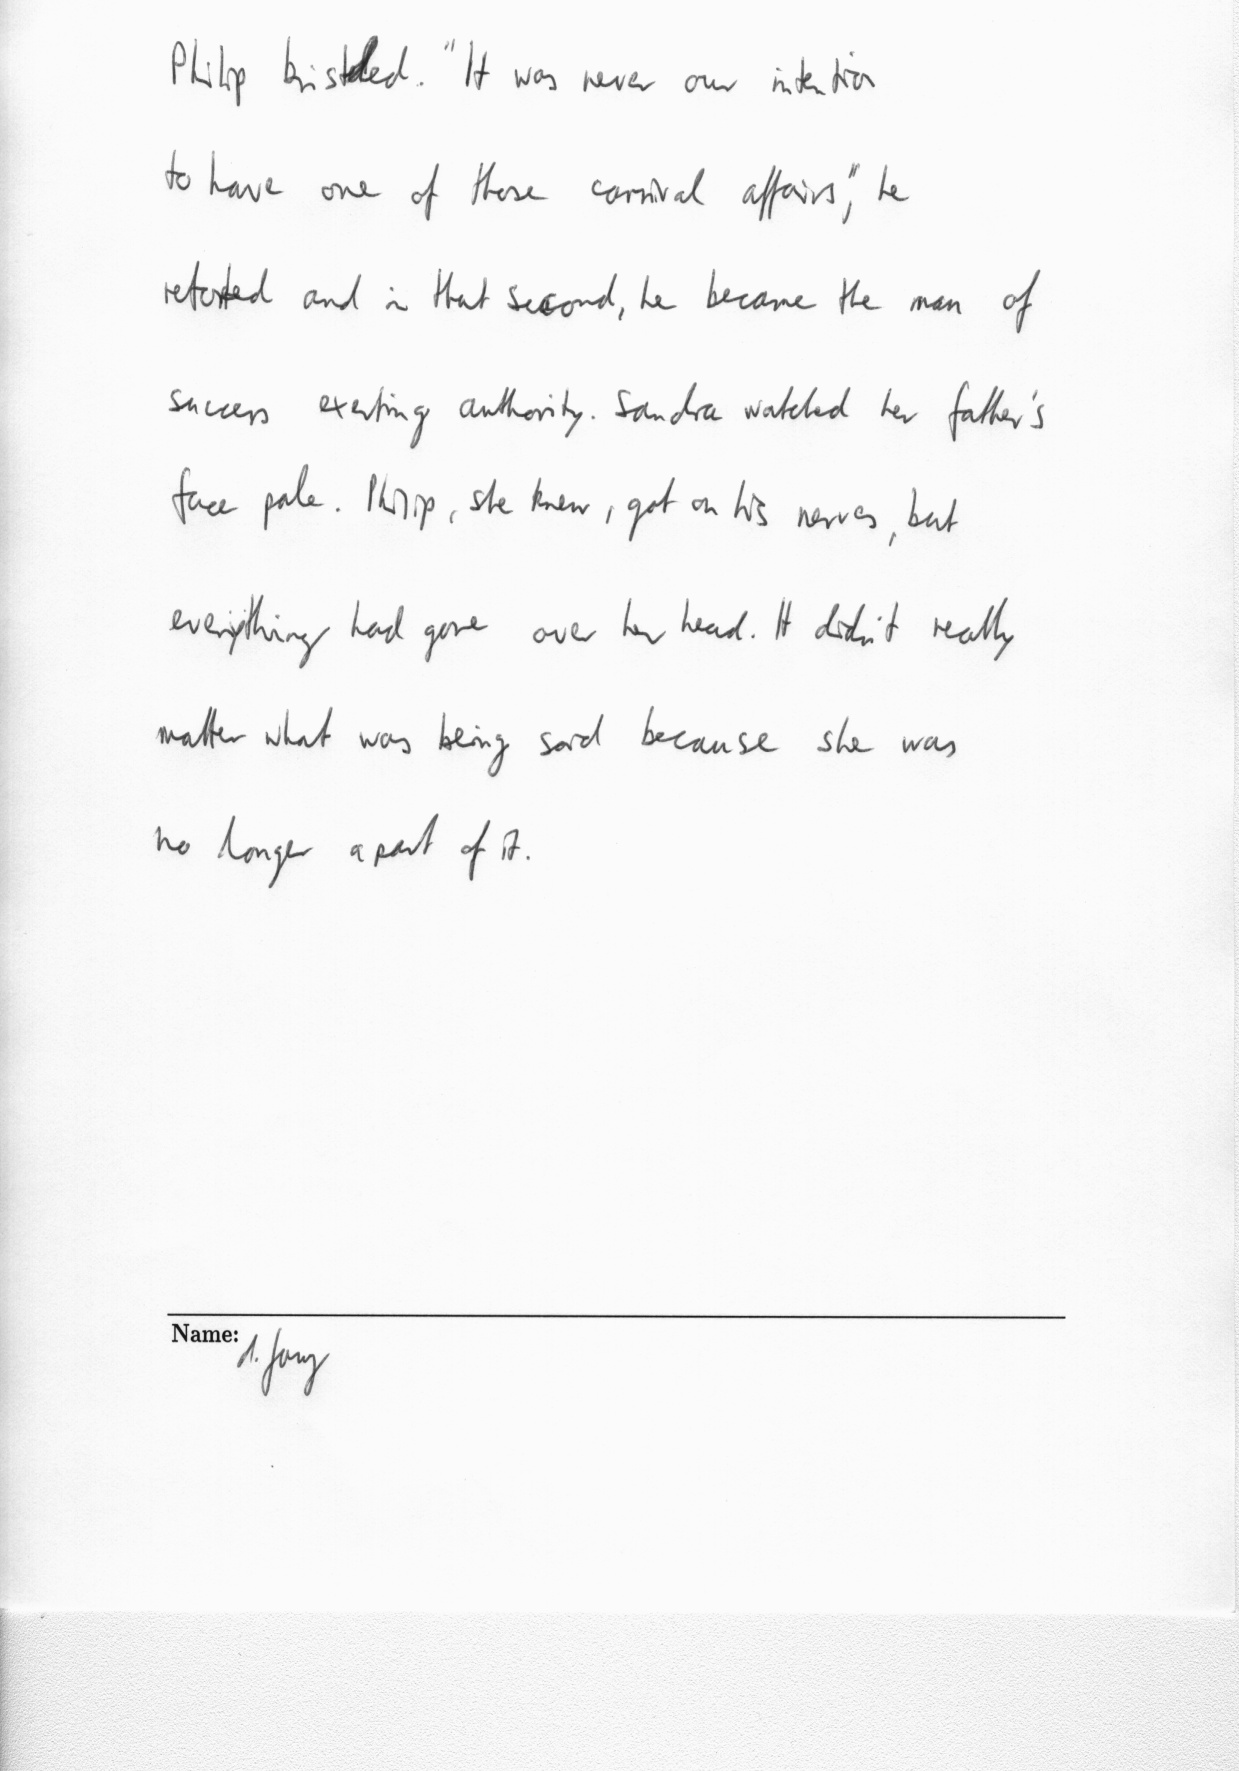 Philip bristled. "It was never our intention
to have one of those carnival affairs," he
retorted and in that second, he became the man of
success exerting authority. Sandra watched her father's
face pale. Philip, she knew, got on his nerves, but
everything had gone over her head. It didn't really
matter what was being said because she was
no longer a part of it.
Name: